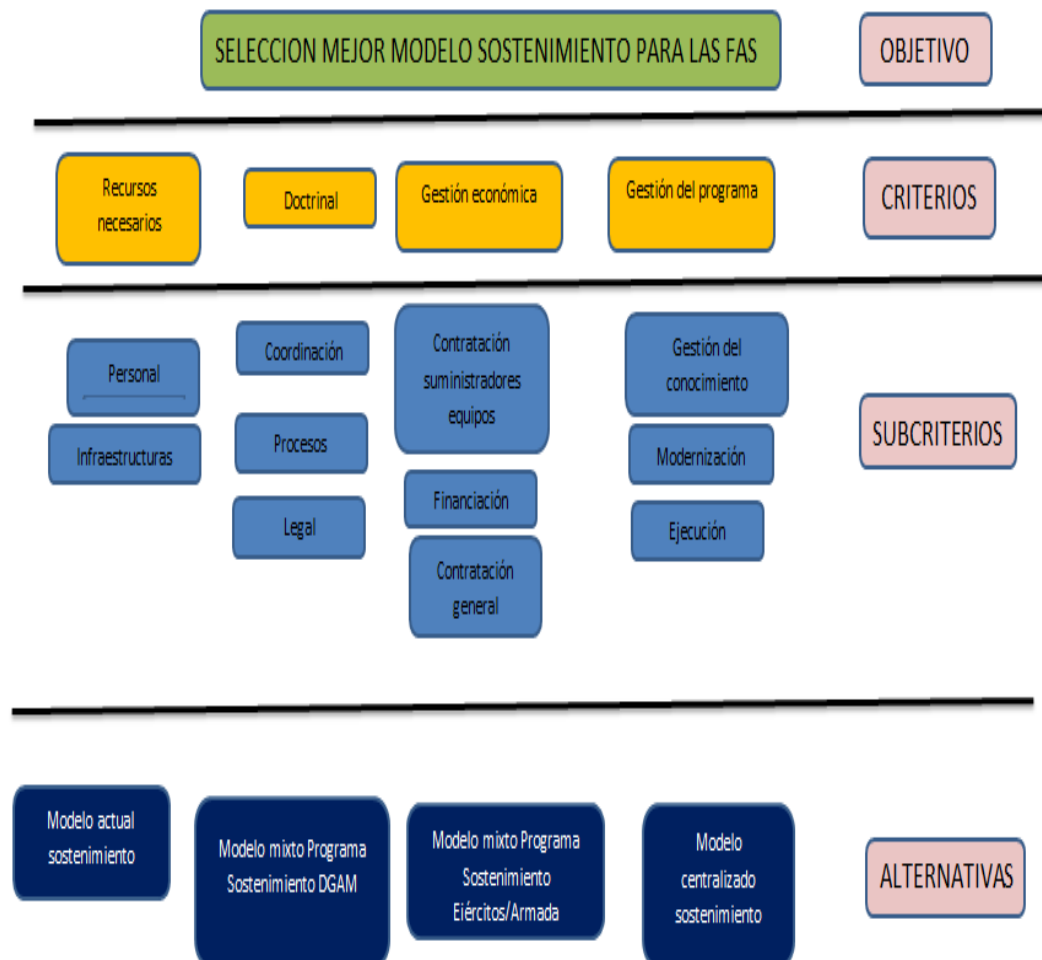 SELECCION MEJOR MODELO SOSTENIMIENTO PARA LAS FAS
OBJETIVO
Recursos
necesarios
Doctrinal
Gestión económica
Gestión del programa
CRITERIOS
Personal
Infraestructuras
Coordinación
Procesos
Legal
Contratación
suministradores
equipos
Financiación
Contratación
general
Gestión del
conocimiento
Modernización
Ejecución
SUBCRITERIOS
Modelo actual
sostenimiento
Modelo mixto Programa
Sostenimiento DGAM
Modelo mixto Programa
Sostenimiento
Ejércitos/Armada
Modelo
centralizado
sostenimiento
ALTERNATIVAS